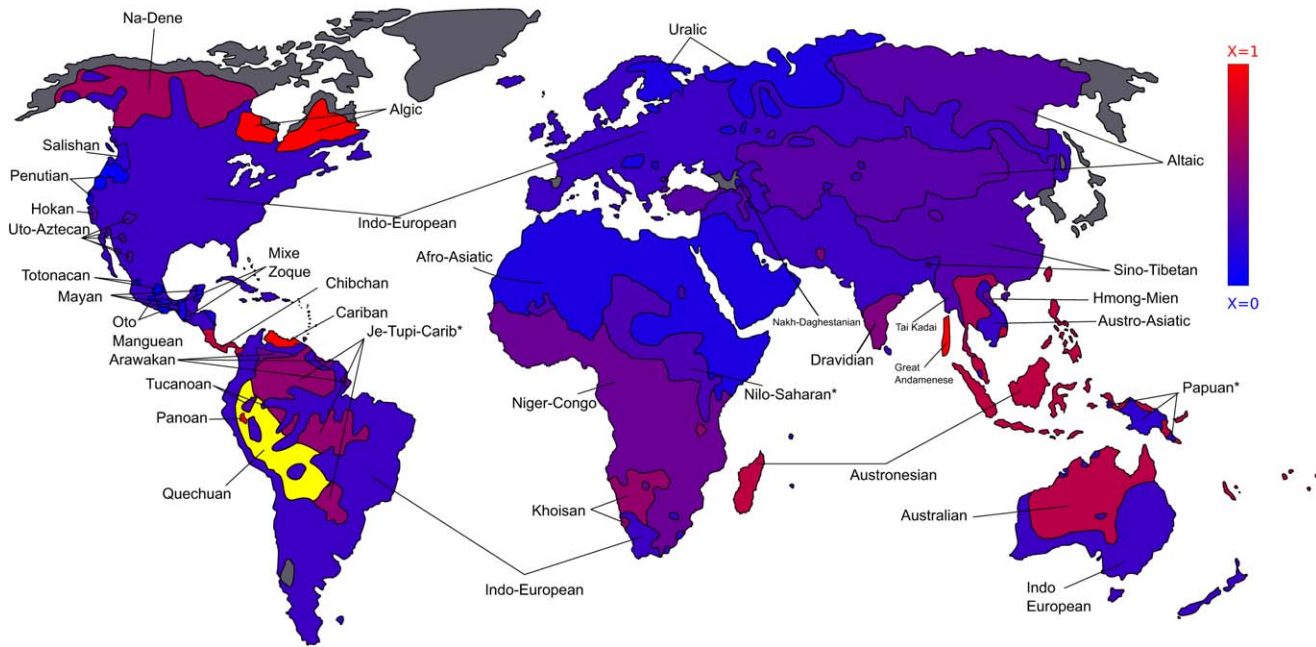 Na-Dene
Uralic
X=1
Algic
Salishan
Altaic
Penutian
Hokan
Indo-European
Uto-Aztecan
Mixe
Zoque
Afro-Asiatic
Totonacan
Sino-Tibetan
X=0
Chibchan
Mayan
Hmong-Mien
Oto
Manguean
Cariban
Nakh-Daghestanian
Tai Kadai
Austro-Asiatic
Je-Tupi-Carib*
Arawakan
Dravidian
Great
Andamenese
Tucanoan
Nilo-Saharan*
Papuan*
Niger-Congo
Panoan
Austronesian
Quechuan
Khoisan
Australian
Indo-European
Indo
European